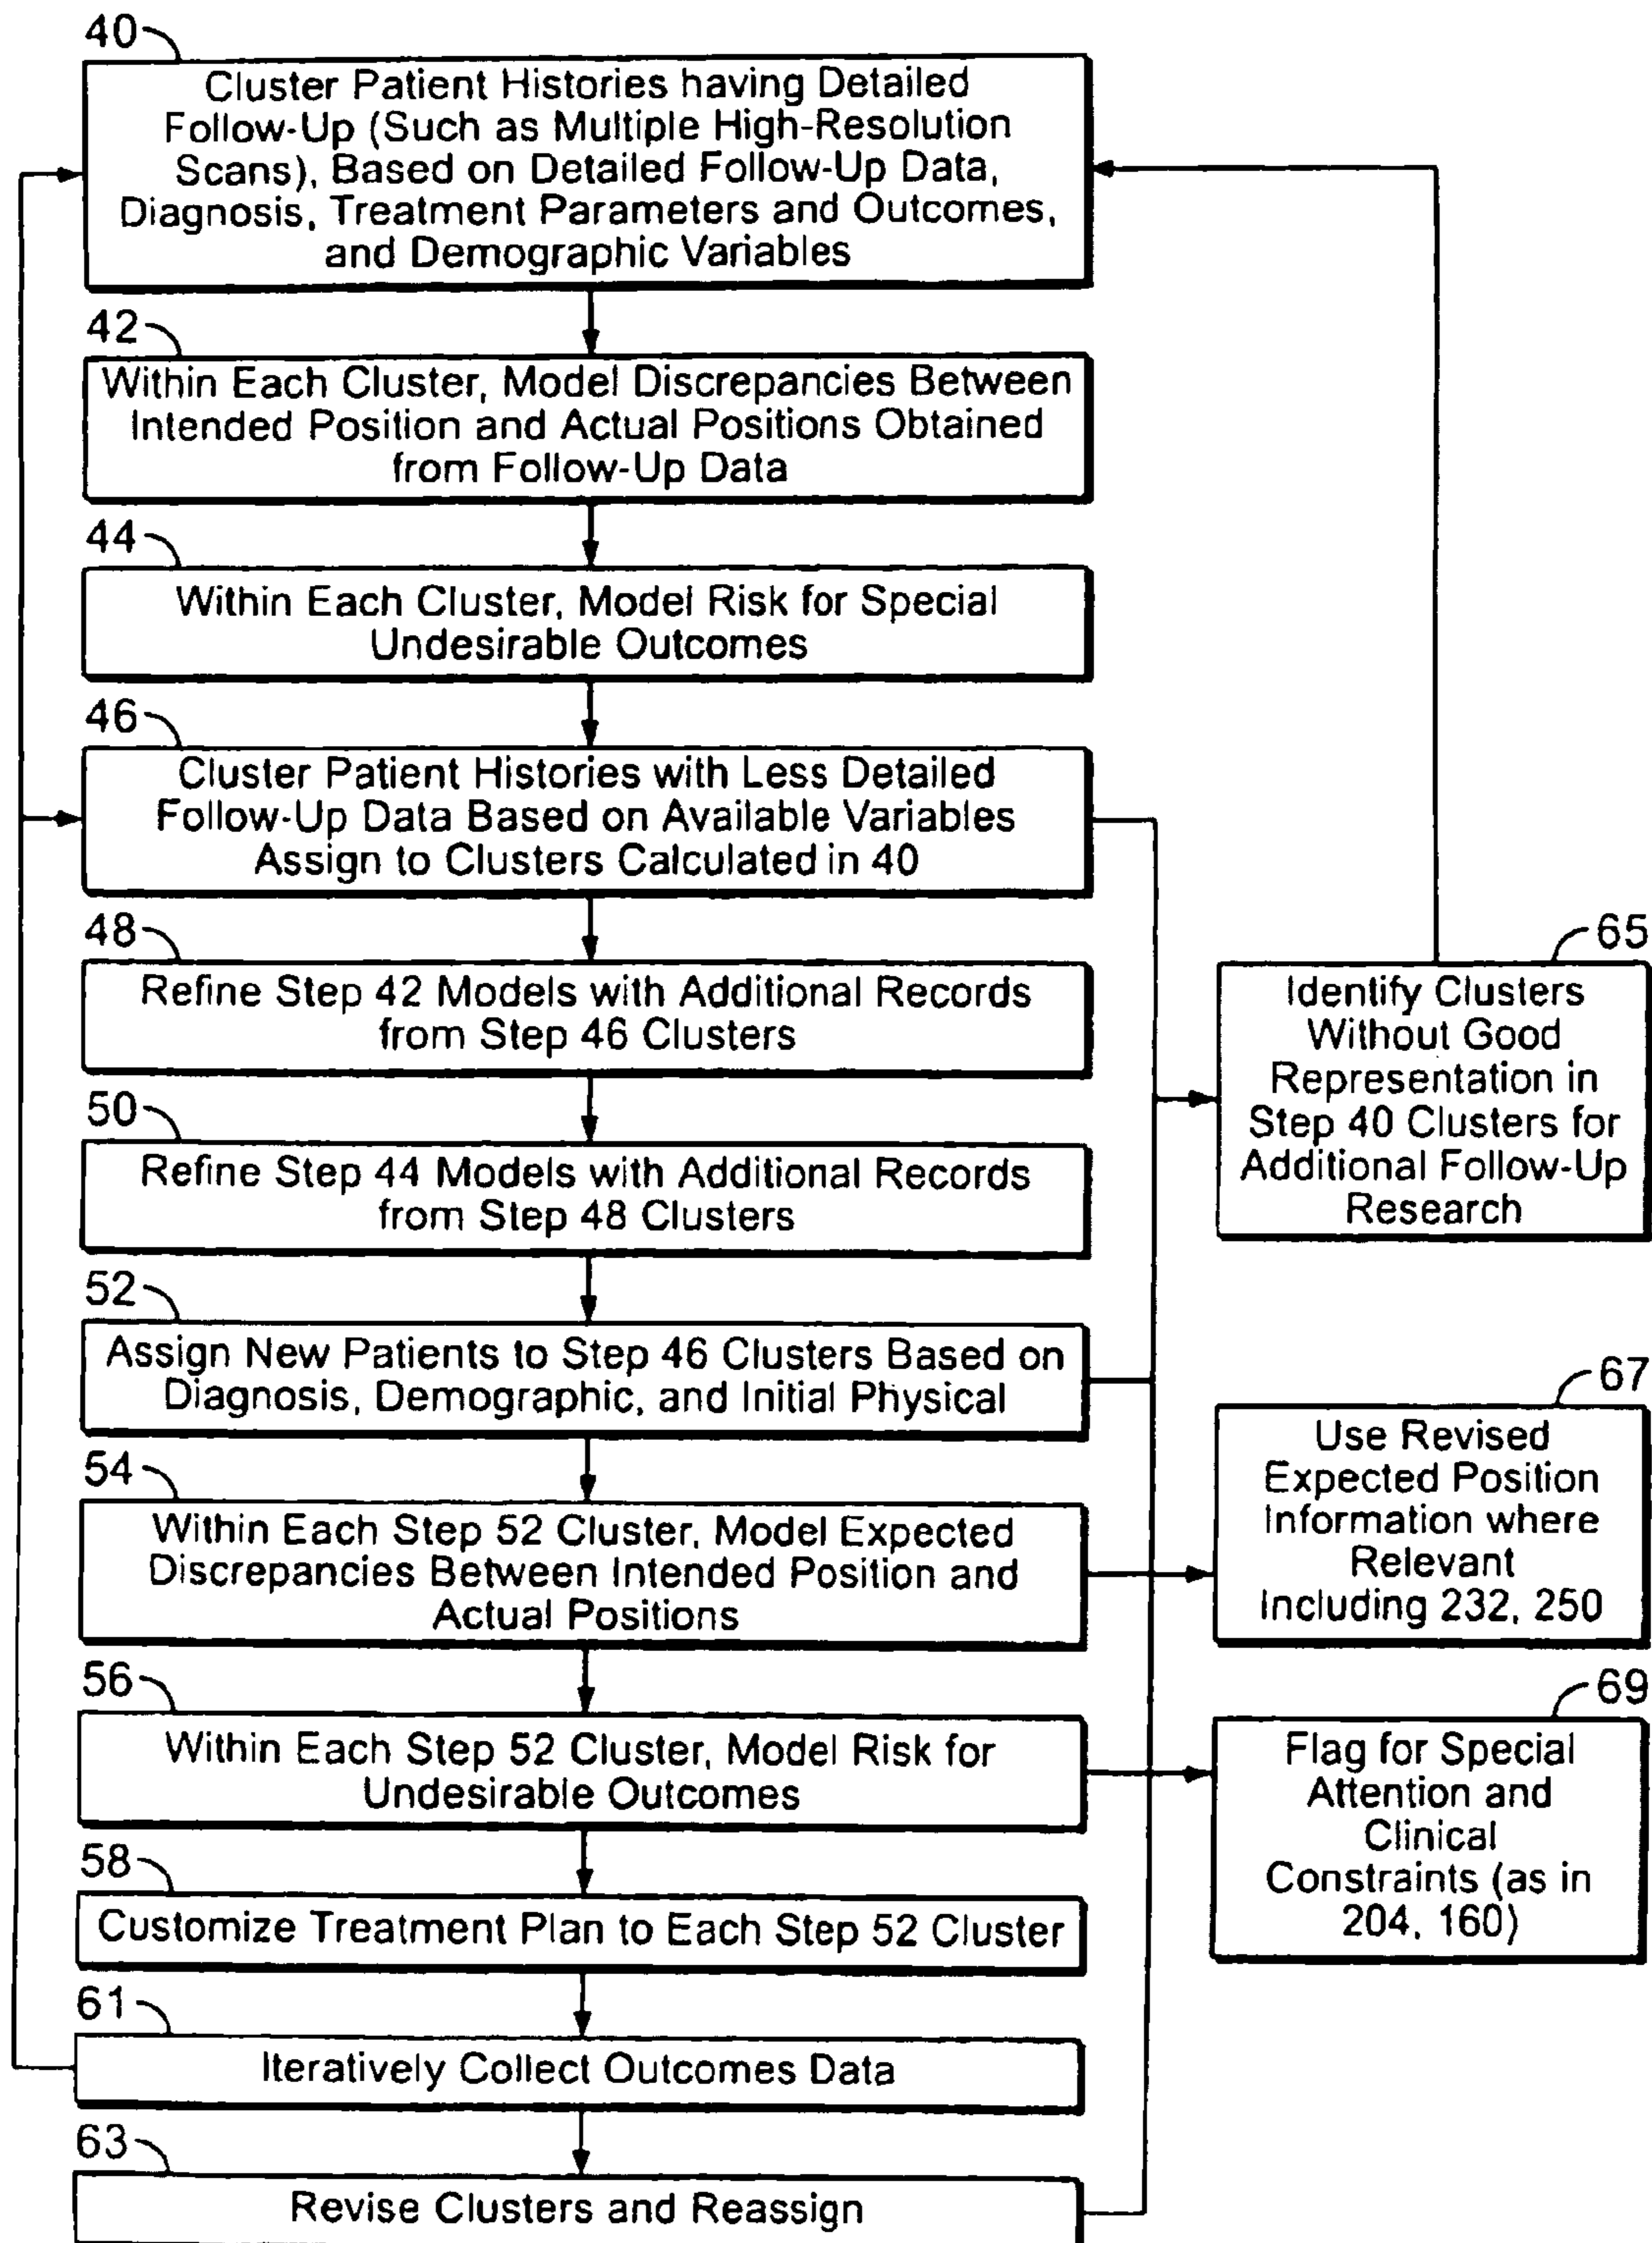 40
Cluster Patient Histories having Detailed
Follow-Up (Such as Multiple High-Resolution
Scans), Based on Detailed Follow-Up Data,
Diagnosis, Treatment Parameters and Outcomes,
and Demographic Variables
42
Within Each Cluster, Model Discrepancies Between
Intended Position and Actual Positions Obtained
from Follow-Up Data
44
Within Each Cluster, Model Risk for Special
Undesirable Outcomes
46
Cluster Patient Histories with Less Detailed
Follow-Up Data Based on Available Variables
Assign to Clusters Calculated in 40
48
Refine Step 42 Models with Additional Records
from Step 46 Clusters
50
Refine Step 44 Models with Additional Records
from Step 48 Clusters
52
Assign New Patients to Step 46 Clusters Based on
Diagnosis, Demographic, and Initial Physical
54
Within Each Step 52 Cluster, Model Expected
Discrepancies Between Intended Position and
Actual Positions
56
Within Each Step 52 Cluster, Model Risk for
Undesirable Outcomes
58
Customize Treatment Plan to Each Step 52 Cluster
61
Iteratively Collect Outcomes Data
63
Revise Clusters and Reassign
65
Identify Clusters
Without Good
Representation in
Step 40 Clusters for
Additional Follow-Up
Research
67
Use Revised
Expected Position
Information where
Relevant
Including 232, 250
69
Flag for Special
Attention and
Clinical
Constraints (as in
204, 160)